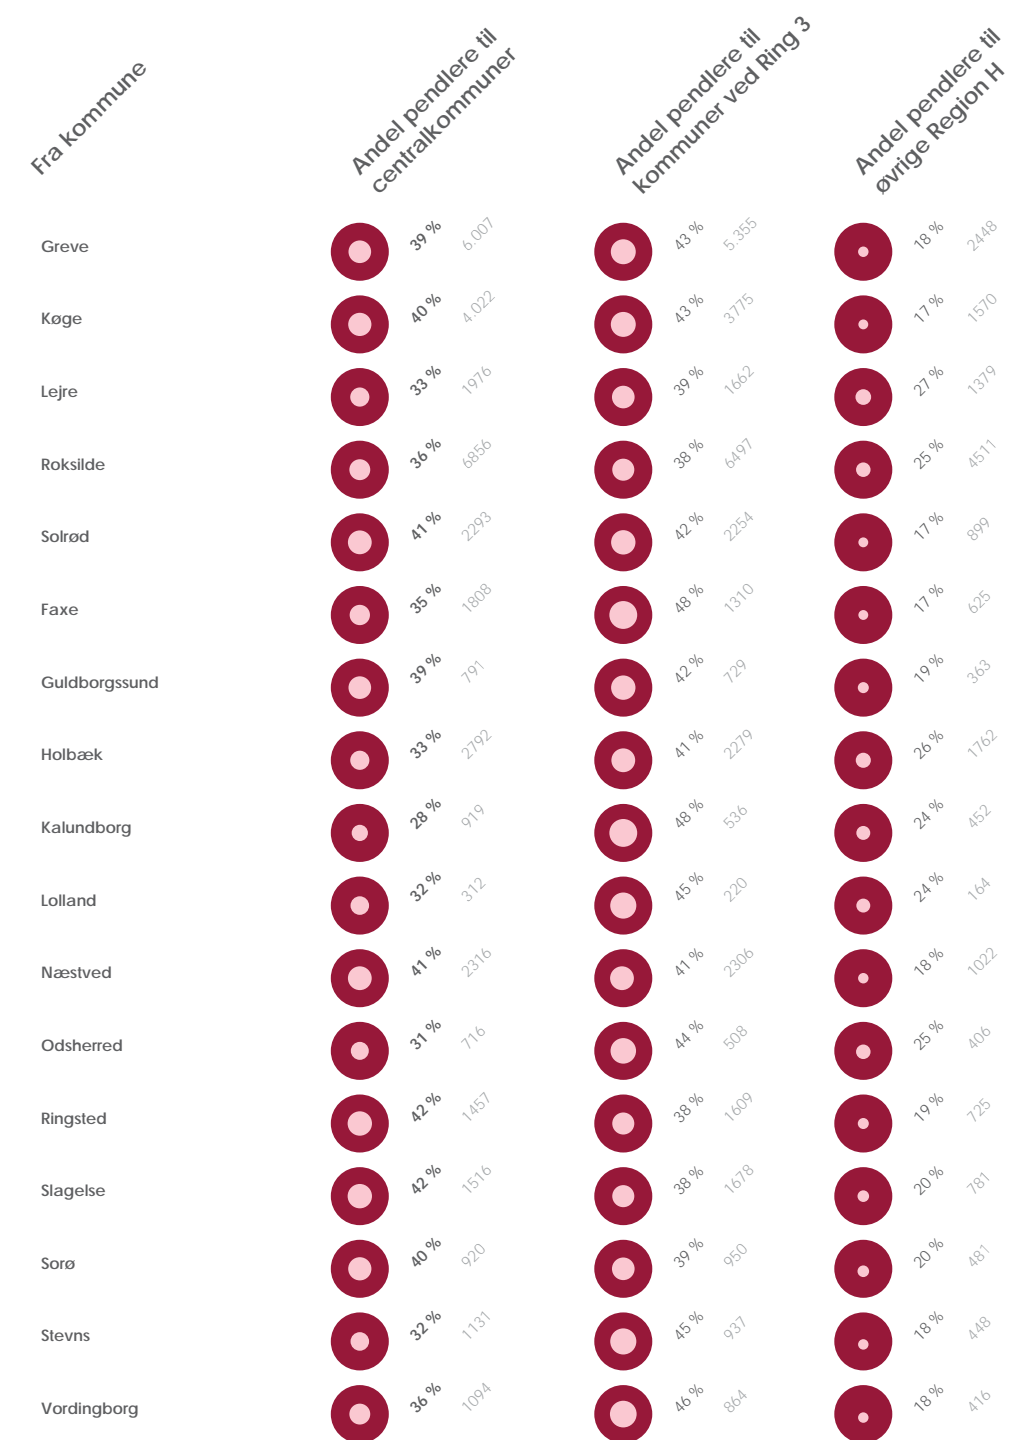 Fra kommune
Andel pendlere til
centralkommuner
Andel pendlere til
kommuner ved Ring 3
Andel pendlere til
øvrige Region H
Greve 39 % 6.007 43 % 5.355 18 % 2448
Køge 40 % 4.022 43 % 3775 17 % 1570
Lejre 33 % 1976 39 % 1662 27 % 1379
Roksilde 36 % 6856 38 % 6497 25 % 4511
Solrød 41 % 2293 42 % 2254 17 % 899
Faxe 35 % 1808 48 % 1310 17 % 625
Guldborgssund 39 % 791 42 % 729 19 % 363
Holbæk 33 % 2792 41 % 2279 26 % 1762
Kalundborg 28 % 919 48 % 536 24 % 452
Lolland 32 % 312 45 % 220 24 % 164
Næstved 41 % 2316 41 % 2306 18 % 1022
Odsherred 31 % 716 44 % 508 25 % 406
Ringsted 42 % 1457 38 % 1609 19 % 725
Slagelse 42 % 1516 38 % 1678 20 % 781
Sorø 40 % 920 39 % 950 20 % 481
Stevns 32 % 1131 45 % 937 18 % 448
Vordingborg 36 % 1094 46 % 864 18 % 416